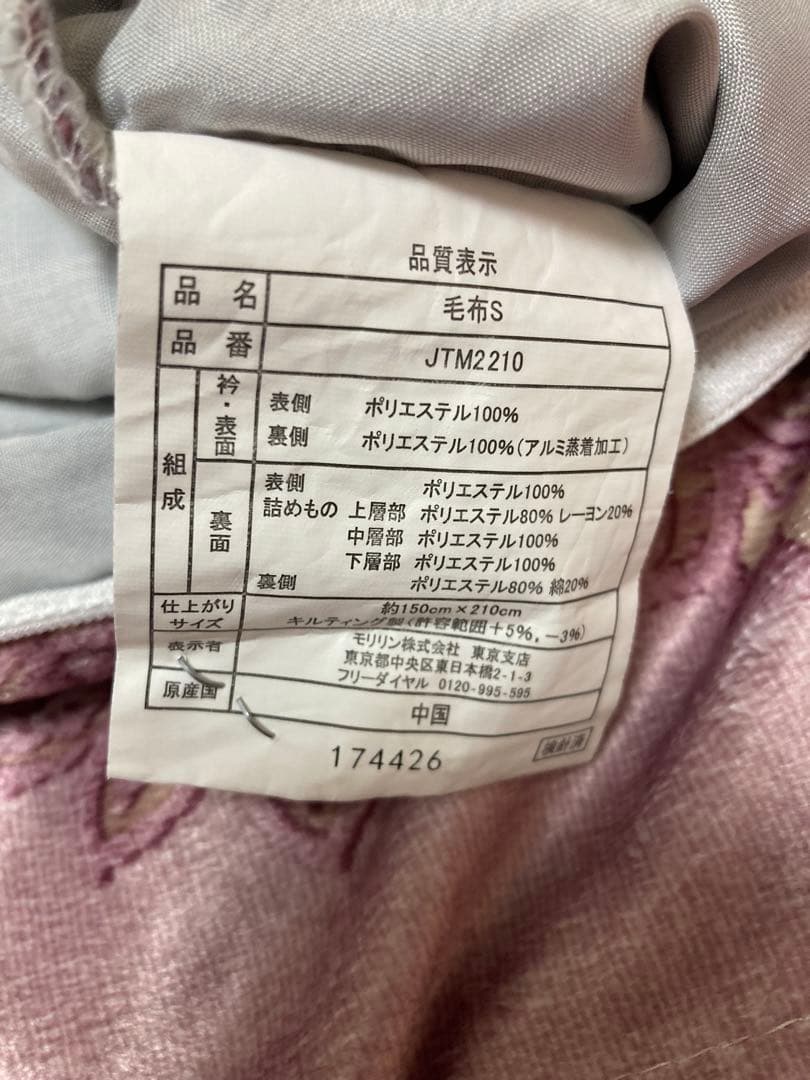 品質表示
品 名 毛布S
品 番 JTM2210
組成 衿・表面 表側 ポリエステル100%
裏側 ポリエステル100%(アルミ蒸着加工)
裏面 表側 ポリエステル100%
詰めもの 上層部 ポリエステル80% レーヨン20%
中層部 ポリエステル100%
下層部 ポリエステル100%
裏側 ポリエステル80% 綿20%
仕上がりサイズ 約150cm×210cm
キルティング製(許容範囲+5%,-3%)
表示者 モリリン株式会社 東京支店
東京都中央区東日本橋2-1-3
フリーダイヤル 0120-995-595
原産国 中国
174426 検針済